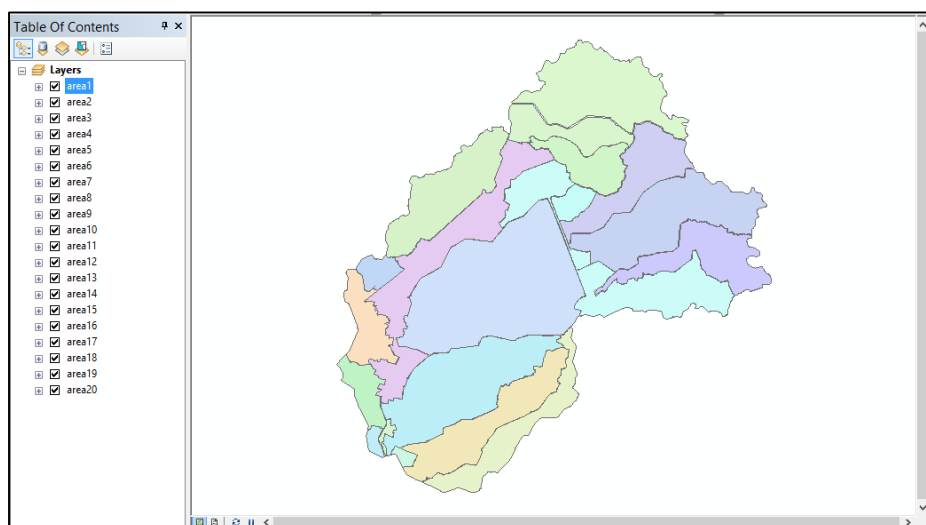 Table Of Contents
Layers
area1
area2
area3
area4
area5
area6
area7
area8
area9
area10
area11
area12
area13
area14
area15
area16
area17
area18
area19
area20